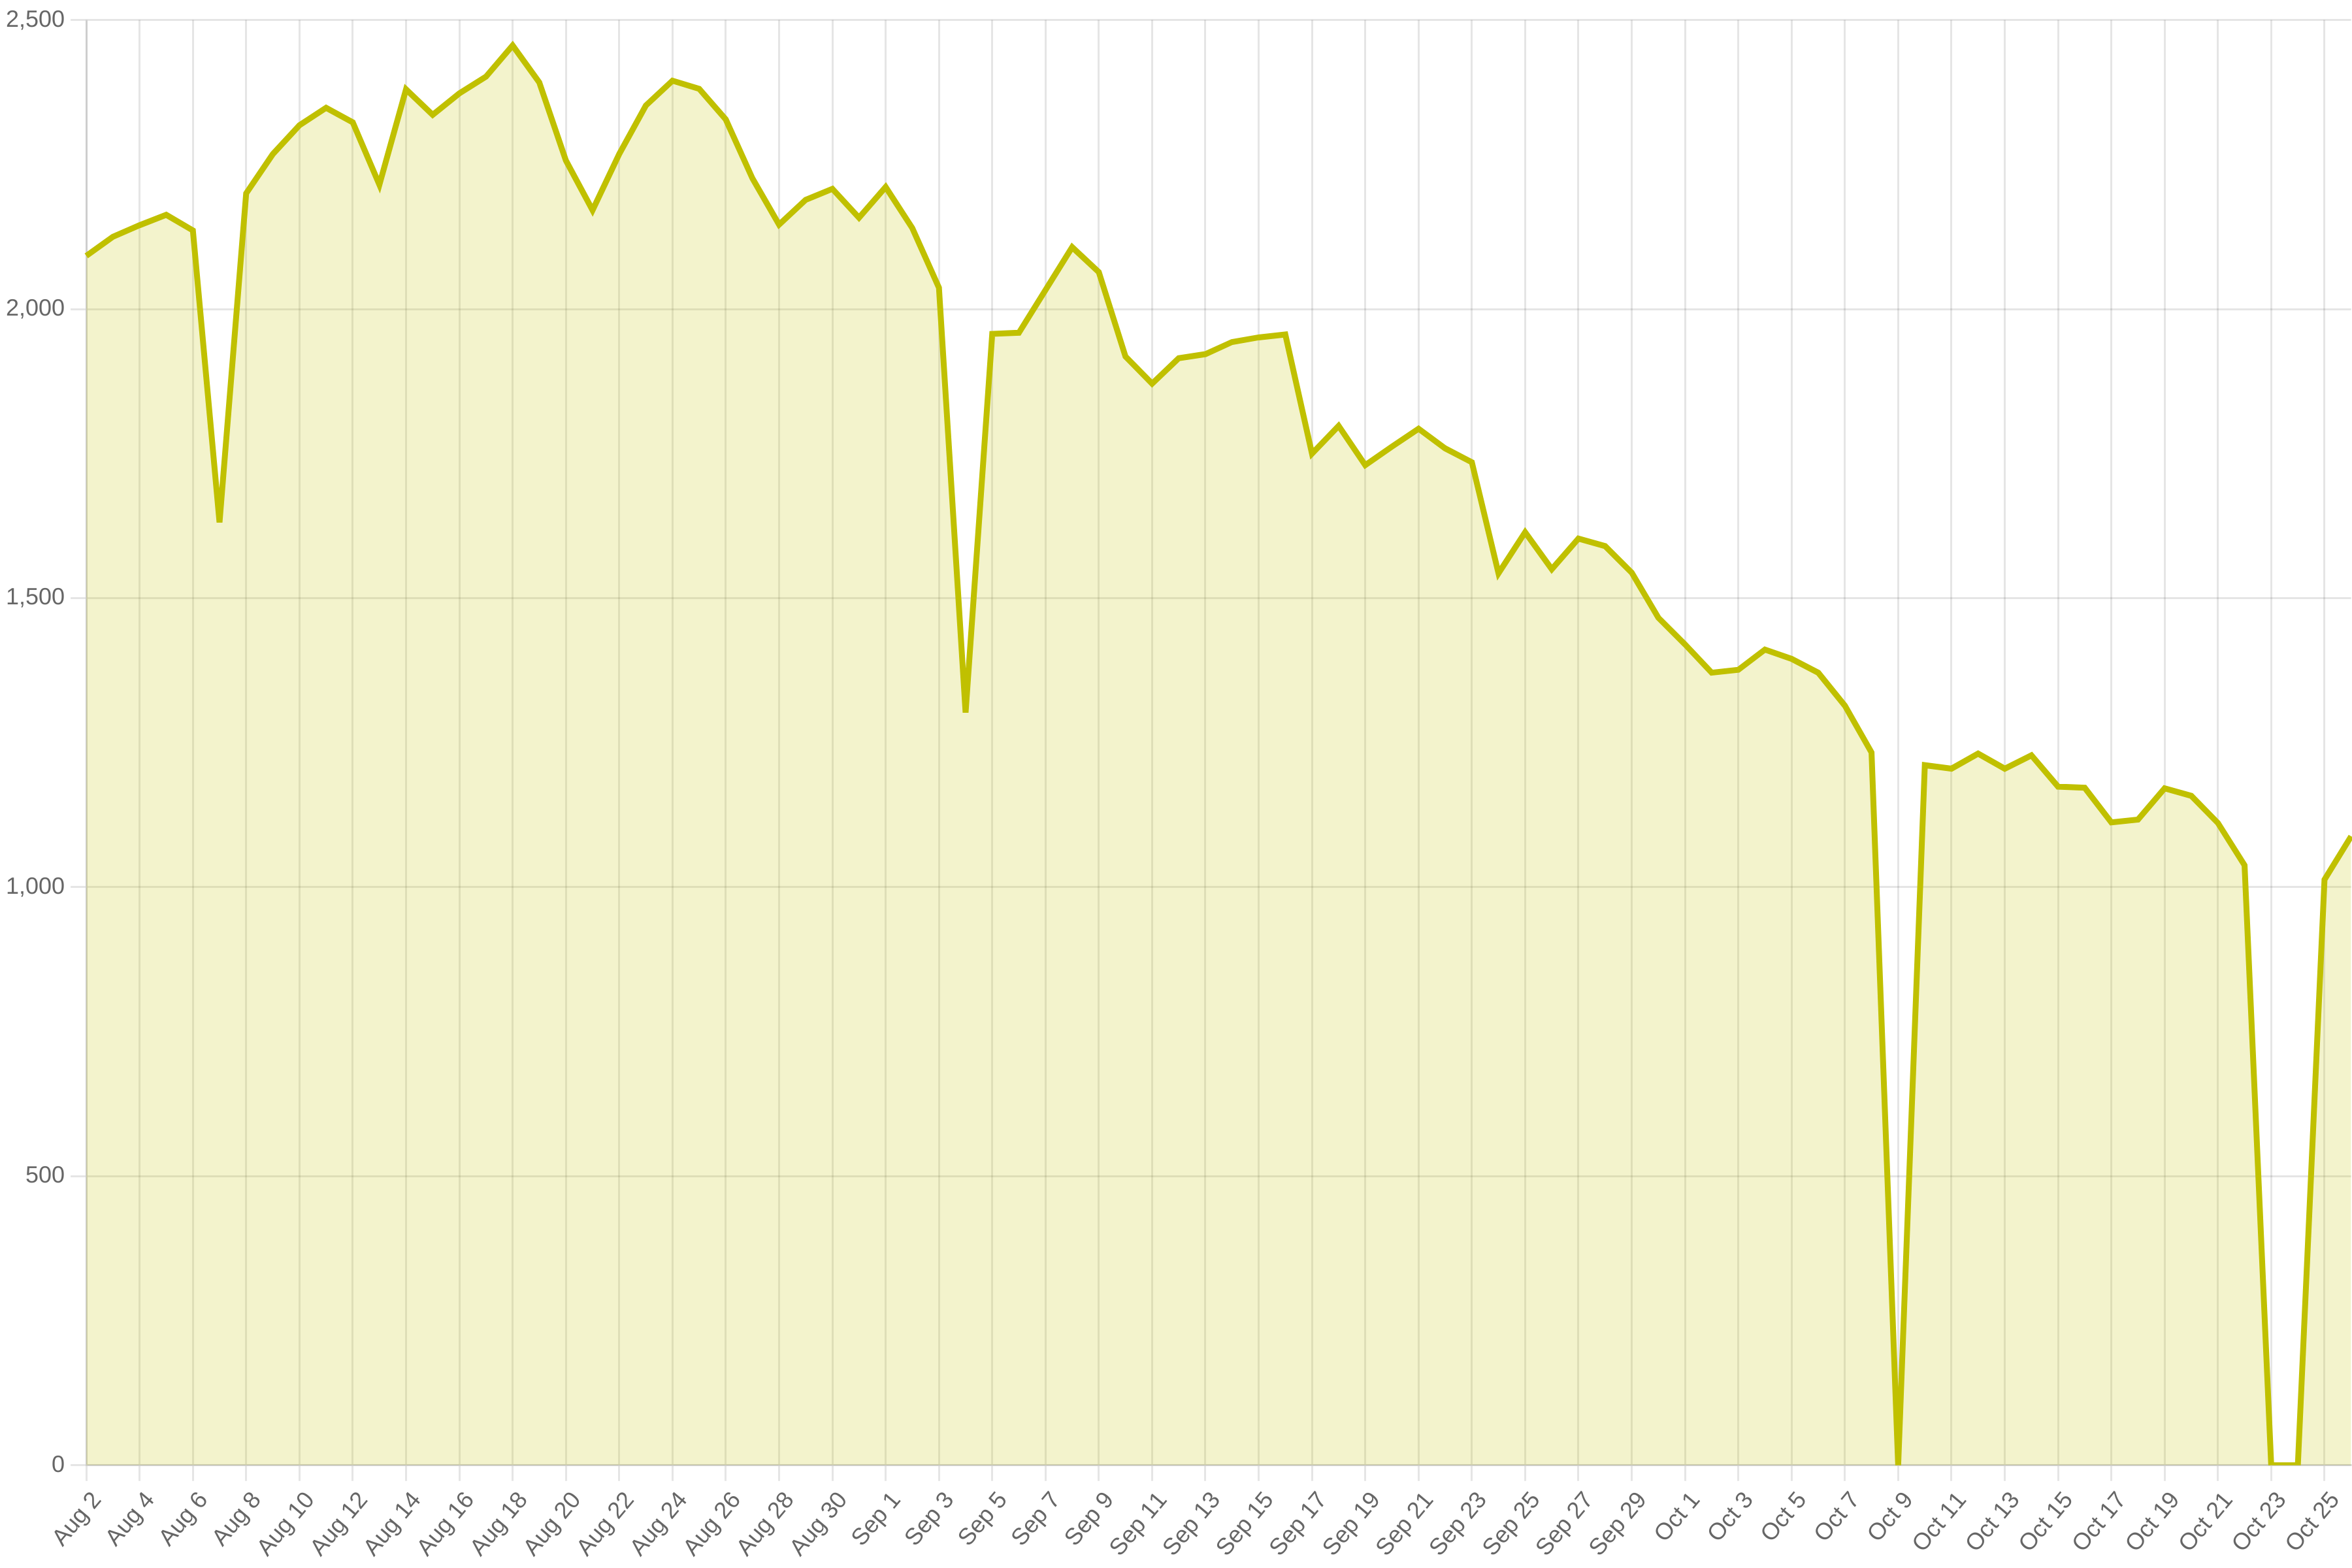 2,500
2,000
1,500
1,000
500
0
Aug 2
Aug 4
Aug 6
Aug 8
Aug 10
Aug 12
Aug 14
Aug 16
Aug 18
Aug 20
Aug 22
Aug 24
Aug 26
Aug 28
Aug 30
Sep 1
Sep 3
Sep 5
Sep 7
Sep 9
Sep 11
Sep 13
Sep 15
Sep 17
Sep 19
Sep 21
Sep 23
Sep 25
Sep 27
Sep 29
Oct 1
Oct 3
Oct 5
Oct 7
Oct 9
Oct 11
Oct 13
Oct 15
Oct 17
Oct 19
Oct 21
Oct 23
Oct 25